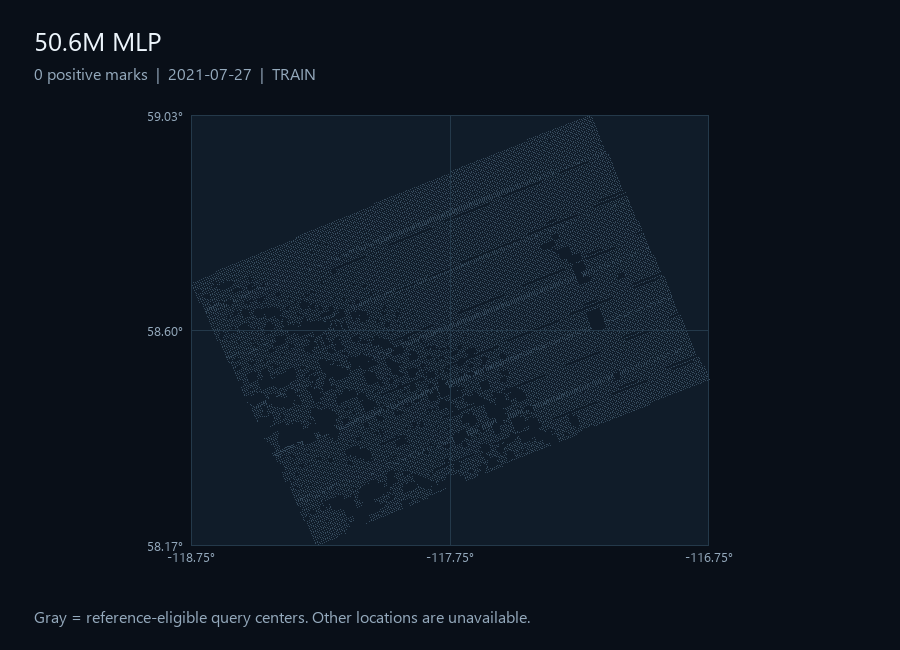 50.6M MLP
0 positive marks | 2021-07-27 | TRAIN
59.03°
58.60°
58.17°
-118.75°
-117.75°
-116.75°
Gray = reference-eligible query centers. Other locations are unavailable.